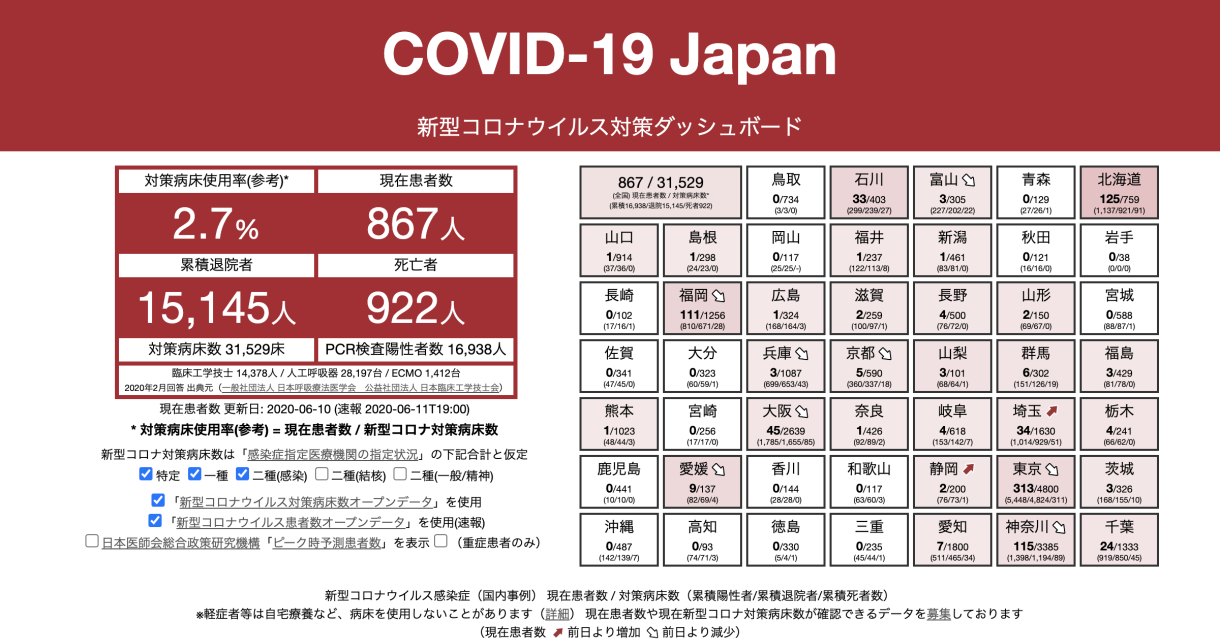 COVID-19 Japan
新型コロナウイルス対策ダッシュボード
対策病床使用率(参考)*
現在患者数
2.7%
867人
累積退院者
死亡者
15,145人
922人
対策病床数 31,529床
PCR検査陽性者数 16,938人
臨床工学技士 14,378人 / 人工呼吸器 28,197台 / ECMO 1,412台
2020年2月回答 出典元（一般社団法人 日本呼吸療法医学会　公益社団法人 日本臨床工学技士会）
現在患者数 更新日: 2020-06-10 (速報 2020-06-11T19:00)
* 対策病床使用率(参考) = 現在患者数 / 新型コロナ対策病床数
新型コロナ対策病床数は「感染症指定医療機関の指定状況」の下記合計と仮定
特定 一種 二種(感染) 二種(結核) 二種(一般/精神)
「新型コロナウイルス対策病床数オープンデータ」を使用
「新型コロナウイルス患者数オープンデータ」を使用(速報)
日本医師会総合政策研究機構「ピーク時予測患者数」を表示 （重症患者のみ）
867 / 31,529
(全国) 現在患者数 / 対策病床数*
(累積16,938/退院15,145/死者922)
鳥取
0/734
(3/3/0)
石川
33/403
(299/239/27)
富山
3/305
(227/202/22)
青森
0/129
(27/26/1)
北海道
125/759
(1,137/921/91)
山口
1/914
(37/36/0)
島根
1/298
(24/23/0)
岡山
0/117
(25/25/-)
福井
1/237
(122/113/8)
新潟
1/461
(83/81/0)
秋田
0/121
(16/16/0)
岩手
0/38
(0/0/0)
長崎
0/102
(17/16/1)
福岡
111/1256
(810/671/28)
広島
1/324
(168/164/3)
滋賀
2/259
(100/97/1)
長野
4/500
(76/72/0)
山形
2/150
(69/67/0)
宮城
0/588
(88/87/1)
佐賀
0/341
(47/45/0)
大分
0/323
(60/59/1)
兵庫
3/1087
(699/653/43)
京都
5/590
(360/337/18)
山梨
3/101
(68/64/1)
群馬
6/302
(151/126/19)
福島
3/429
(81/78/0)
熊本
1/1023
(48/44/3)
宮崎
0/256
(17/17/0)
大阪
45/2639
(1,785/1,655/85)
奈良
1/426
(92/89/2)
岐阜
4/618
(153/142/7)
埼玉
34/1630
(1,014/929/51)
栃木
4/241
(66/62/0)
鹿児島
0/441
(10/10/0)
愛媛
9/137
(82/69/4)
香川
0/144
(28/28/0)
和歌山
0/117
(63/60/3)
静岡
2/200
(76/73/1)
東京
313/4800
(5,448/4,824/311)
茨城
3/326
(168/155/10)
沖縄
0/487
(142/139/7)
高知
0/93
(74/71/3)
徳島
0/330
(5/4/1)
三重
0/235
(45/44/1)
愛知
7/1800
(511/465/34)
神奈川
115/3385
(1,398/1,194/89)
千葉
24/1333
(919/850/45)
新型コロナウイルス感染症（国内事例） 現在患者数 / 対策病床数（累積陽性者/累積退院者/累積死者数）
※軽症者等は自宅療養など、病床を使用しないことがあります（詳細） 現在患者数や現在新型コロナ対策病床数が確認できるデータを募集しております
（現在患者数 前日より増加 前日より減少）